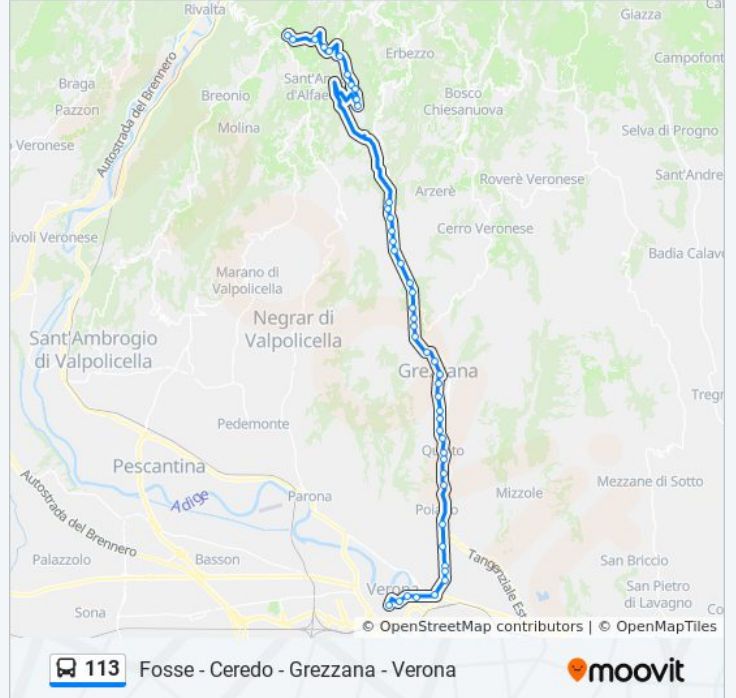 Rivalta
Giazza
Ca
Erbezzo
Campofont
Braga
Sant'An
d'Alfae
Breonio
Bosco
Chiesanuova
Pazzon
Autostrada del Brennero
Molina
Selva di Progno
Veronese
Sant'Andre
Roverè Veronese
Arzerè
Cerro Veronese
ivoli Veronese
Badia Calav
Marano di
Valpolicella
Negrar di
Valpolicella
Sant'Ambrogio
di Valpolicella
Grezzana
Tregn
Pedemonte
Pescantina
Quinto
Mezzane di Sotto
Autostrada del Brennero
Adige
Parona
Mizzole
Poiano
Palazzolo
Basson
Tangenziale Est
San Briccio
Verona
San Pietro
di Lavagno
Sona
Co
© OpenStreetMap contributors | © OpenMapTiles
113 Fosse - Ceredo - Grezzana - Verona
moovit